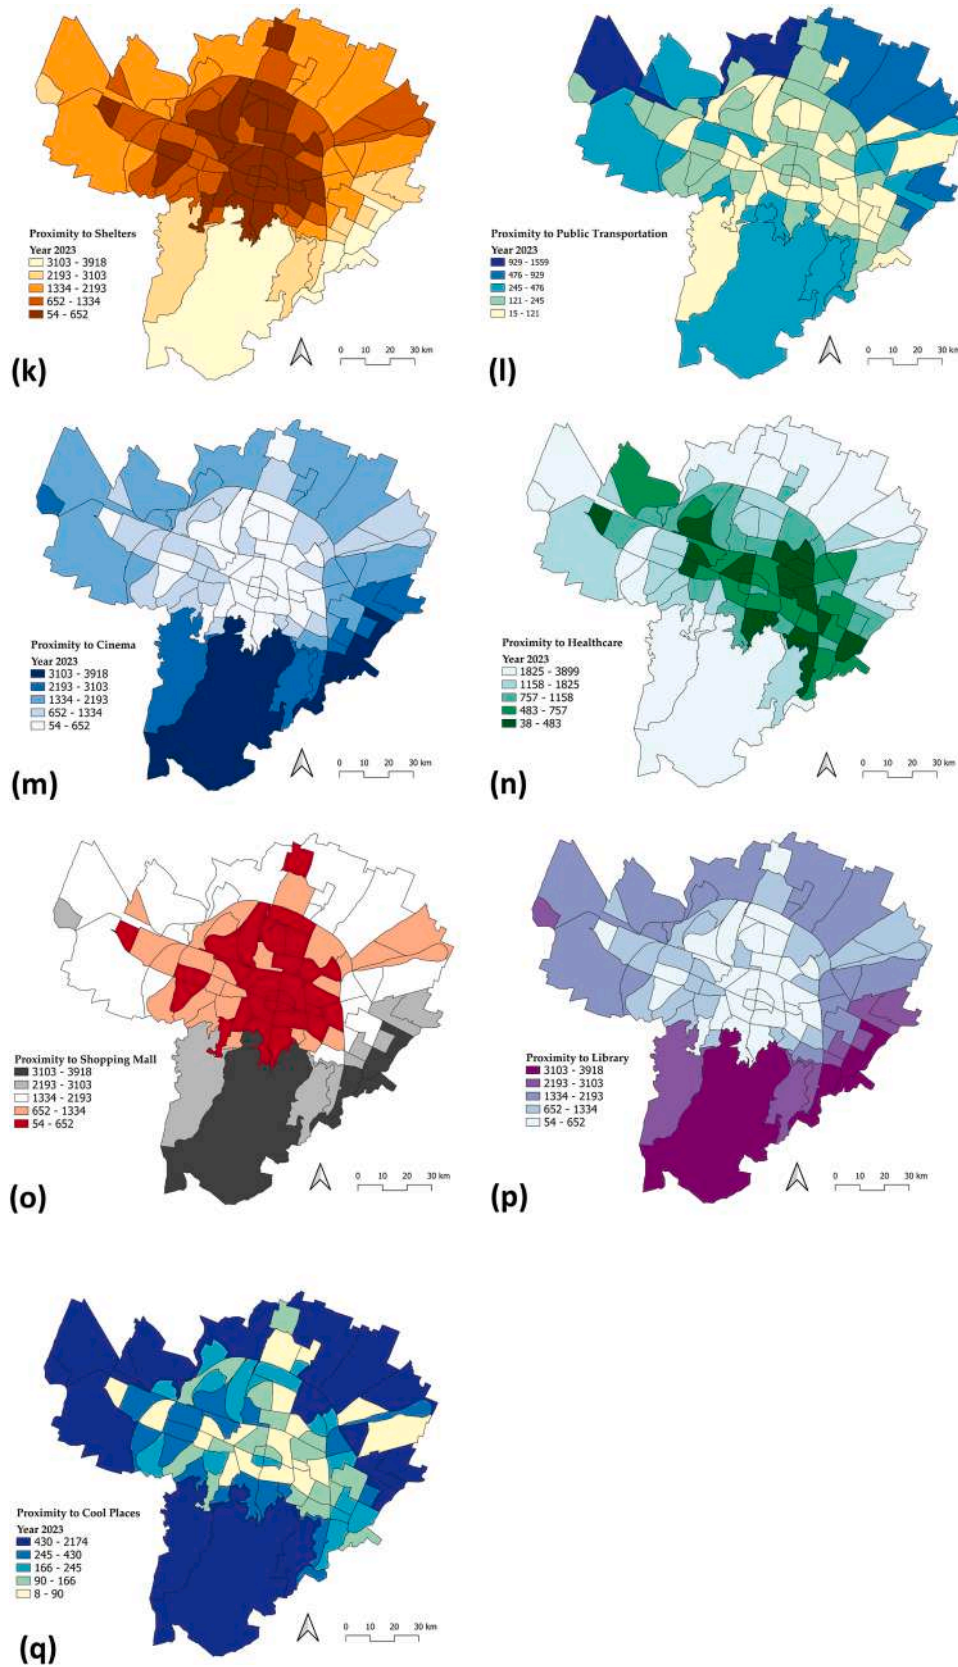 Proximity to Shelters
Year 2023
3103 - 3918
2193 - 3103
1334 - 2193
652 - 1334
54 - 652
0 10 20 30 km
(k)
Proximity to Public Transportation
Year 2023
929 - 1559
476 - 929
245 - 476
121 - 245
15 - 121
0 10 20 30 km
(l)
Proximity to Cinema
Year 2023
3103 - 3918
2193 - 3103
1334 - 2193
652 - 1334
54 - 652
0 10 20 30 km
(m)
Proximity to Healthcare
Year 2023
1825 - 3899
1158 - 1825
757 - 1158
483 - 757
38 - 483
0 10 20 30 km
(n)
Proximity to Shopping Mall
Year 2023
3103 - 3918
2193 - 3103
1334 - 2193
652 - 1334
54 - 652
0 10 20 30 km
(o)
Proximity to Library
Year 2023
3103 - 3918
2193 - 3103
1334 - 2193
652 - 1334
54 - 652
0 10 20 30 km
(p)
Proximity to Cool Places
Year 2023
430 - 2174
245 - 430
166 - 245
90 - 166
8 - 90
0 10 20 30 km
(q)